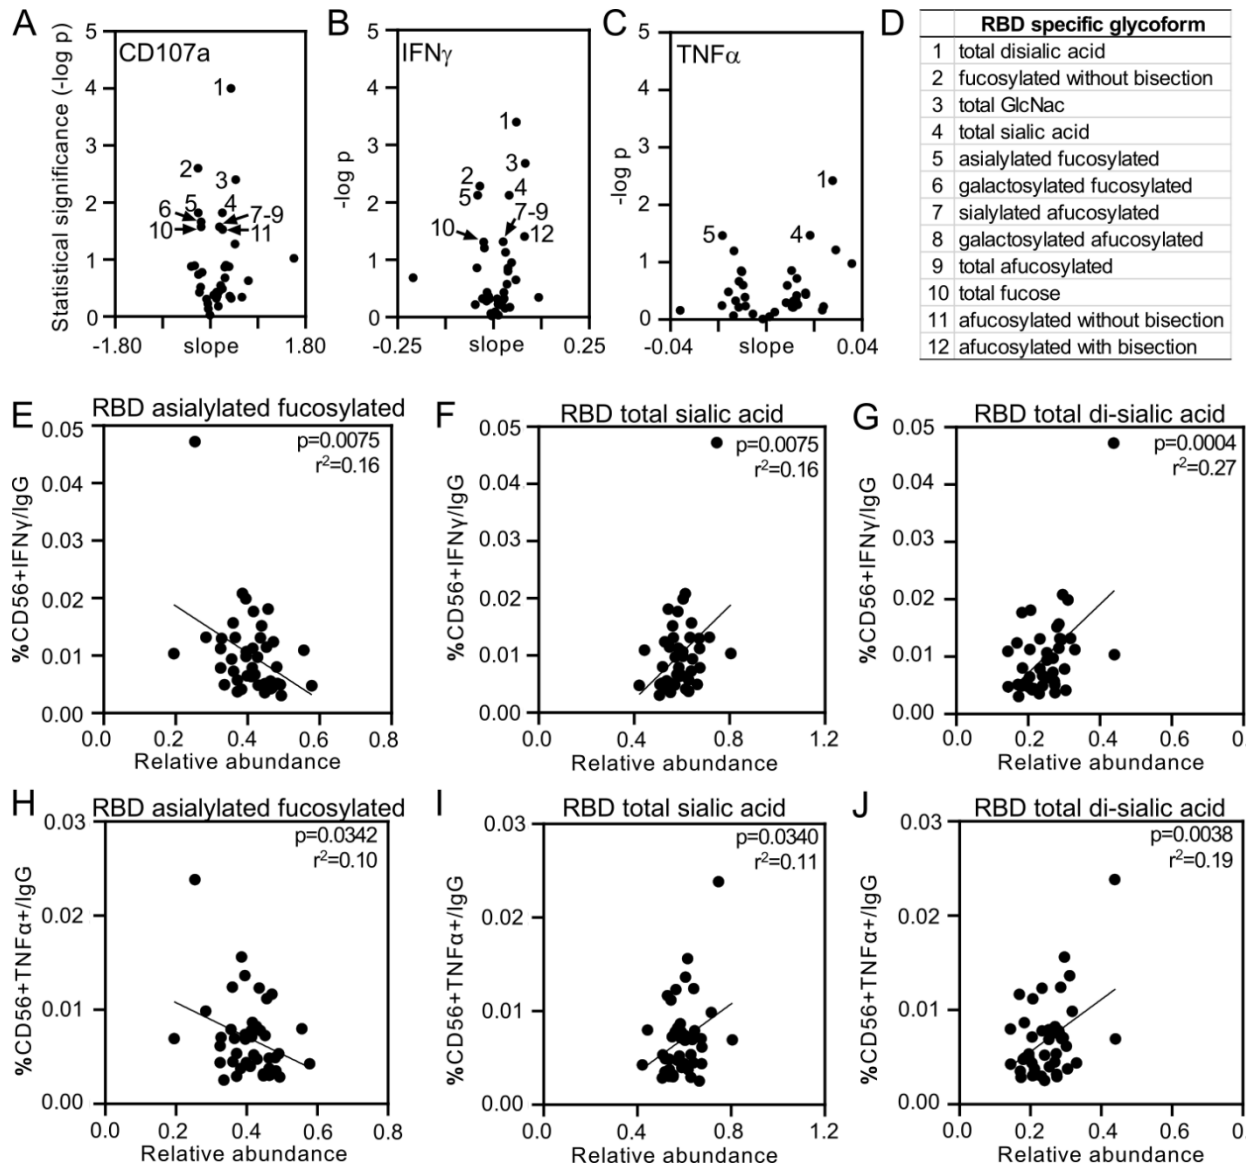 A
CD107a
Statistical significance (-log p)
5
4
3
2
1
0
1
2
3
4
5
6
7-9
10
11
-1.80
slope
1.80
B
IFNγ
-log p
5
4
3
2
1
0
1
2
3
4
5
7-9
10
12
-0.25
slope
0.25
C
TNFα
-log p
5
4
3
2
1
0
1
5
4
-0.04
slope
0.04
D
RBD specific glycoform
1 total disialic acid
2 fucosylated without bisection
3 total GlcNac
4 total sialic acid
5 asialylated fucosylated
6 galactosylated fucosylated
7 sialylated afucosylated
8 galactosylated afucosylated
9 total afucosylated
10 total fucose
11 afucosylated without bisection
12 afucosylated with bisection
E
RBD asialylated fucosylated
p=0.0075
r²=0.16
%CD56+IFNγ/IgG
0.05
0.04
0.03
0.02
0.01
0.00
0.0 0.2 0.4 0.6 0.8
Relative abundance
F
RBD total sialic acid
p=0.0075
r²=0.16
%CD56+IFNγ/IgG
0.05
0.04
0.03
0.02
0.01
0.00
0.0 0.4 0.8 1.2
Relative abundance
G
RBD total di-sialic acid
p=0.0004
r²=0.27
%CD56+IFNγ/IgG
0.05
0.04
0.03
0.02
0.01
0.00
0.0 0.2 0.4 0.6
Relative abundance
H
RBD asialylated fucosylated
p=0.0342
r²=0.10
%CD56+TNFα+/IgG
0.03
0.02
0.01
0.00
0.0 0.2 0.4 0.6 0.8
Relative abundance
I
RBD total sialic acid
p=0.0340
r²=0.11
%CD56+TNFα+/IgG
0.03
0.02
0.01
0.00
0.0 0.4 0.8 1.2
Relative abundance
J
RBD total di-sialic acid
p=0.0038
r²=0.19
%CD56+TNFα+/IgG
0.03
0.02
0.01
0.00
0.0 0.2 0.4 0.6
Relative abundance